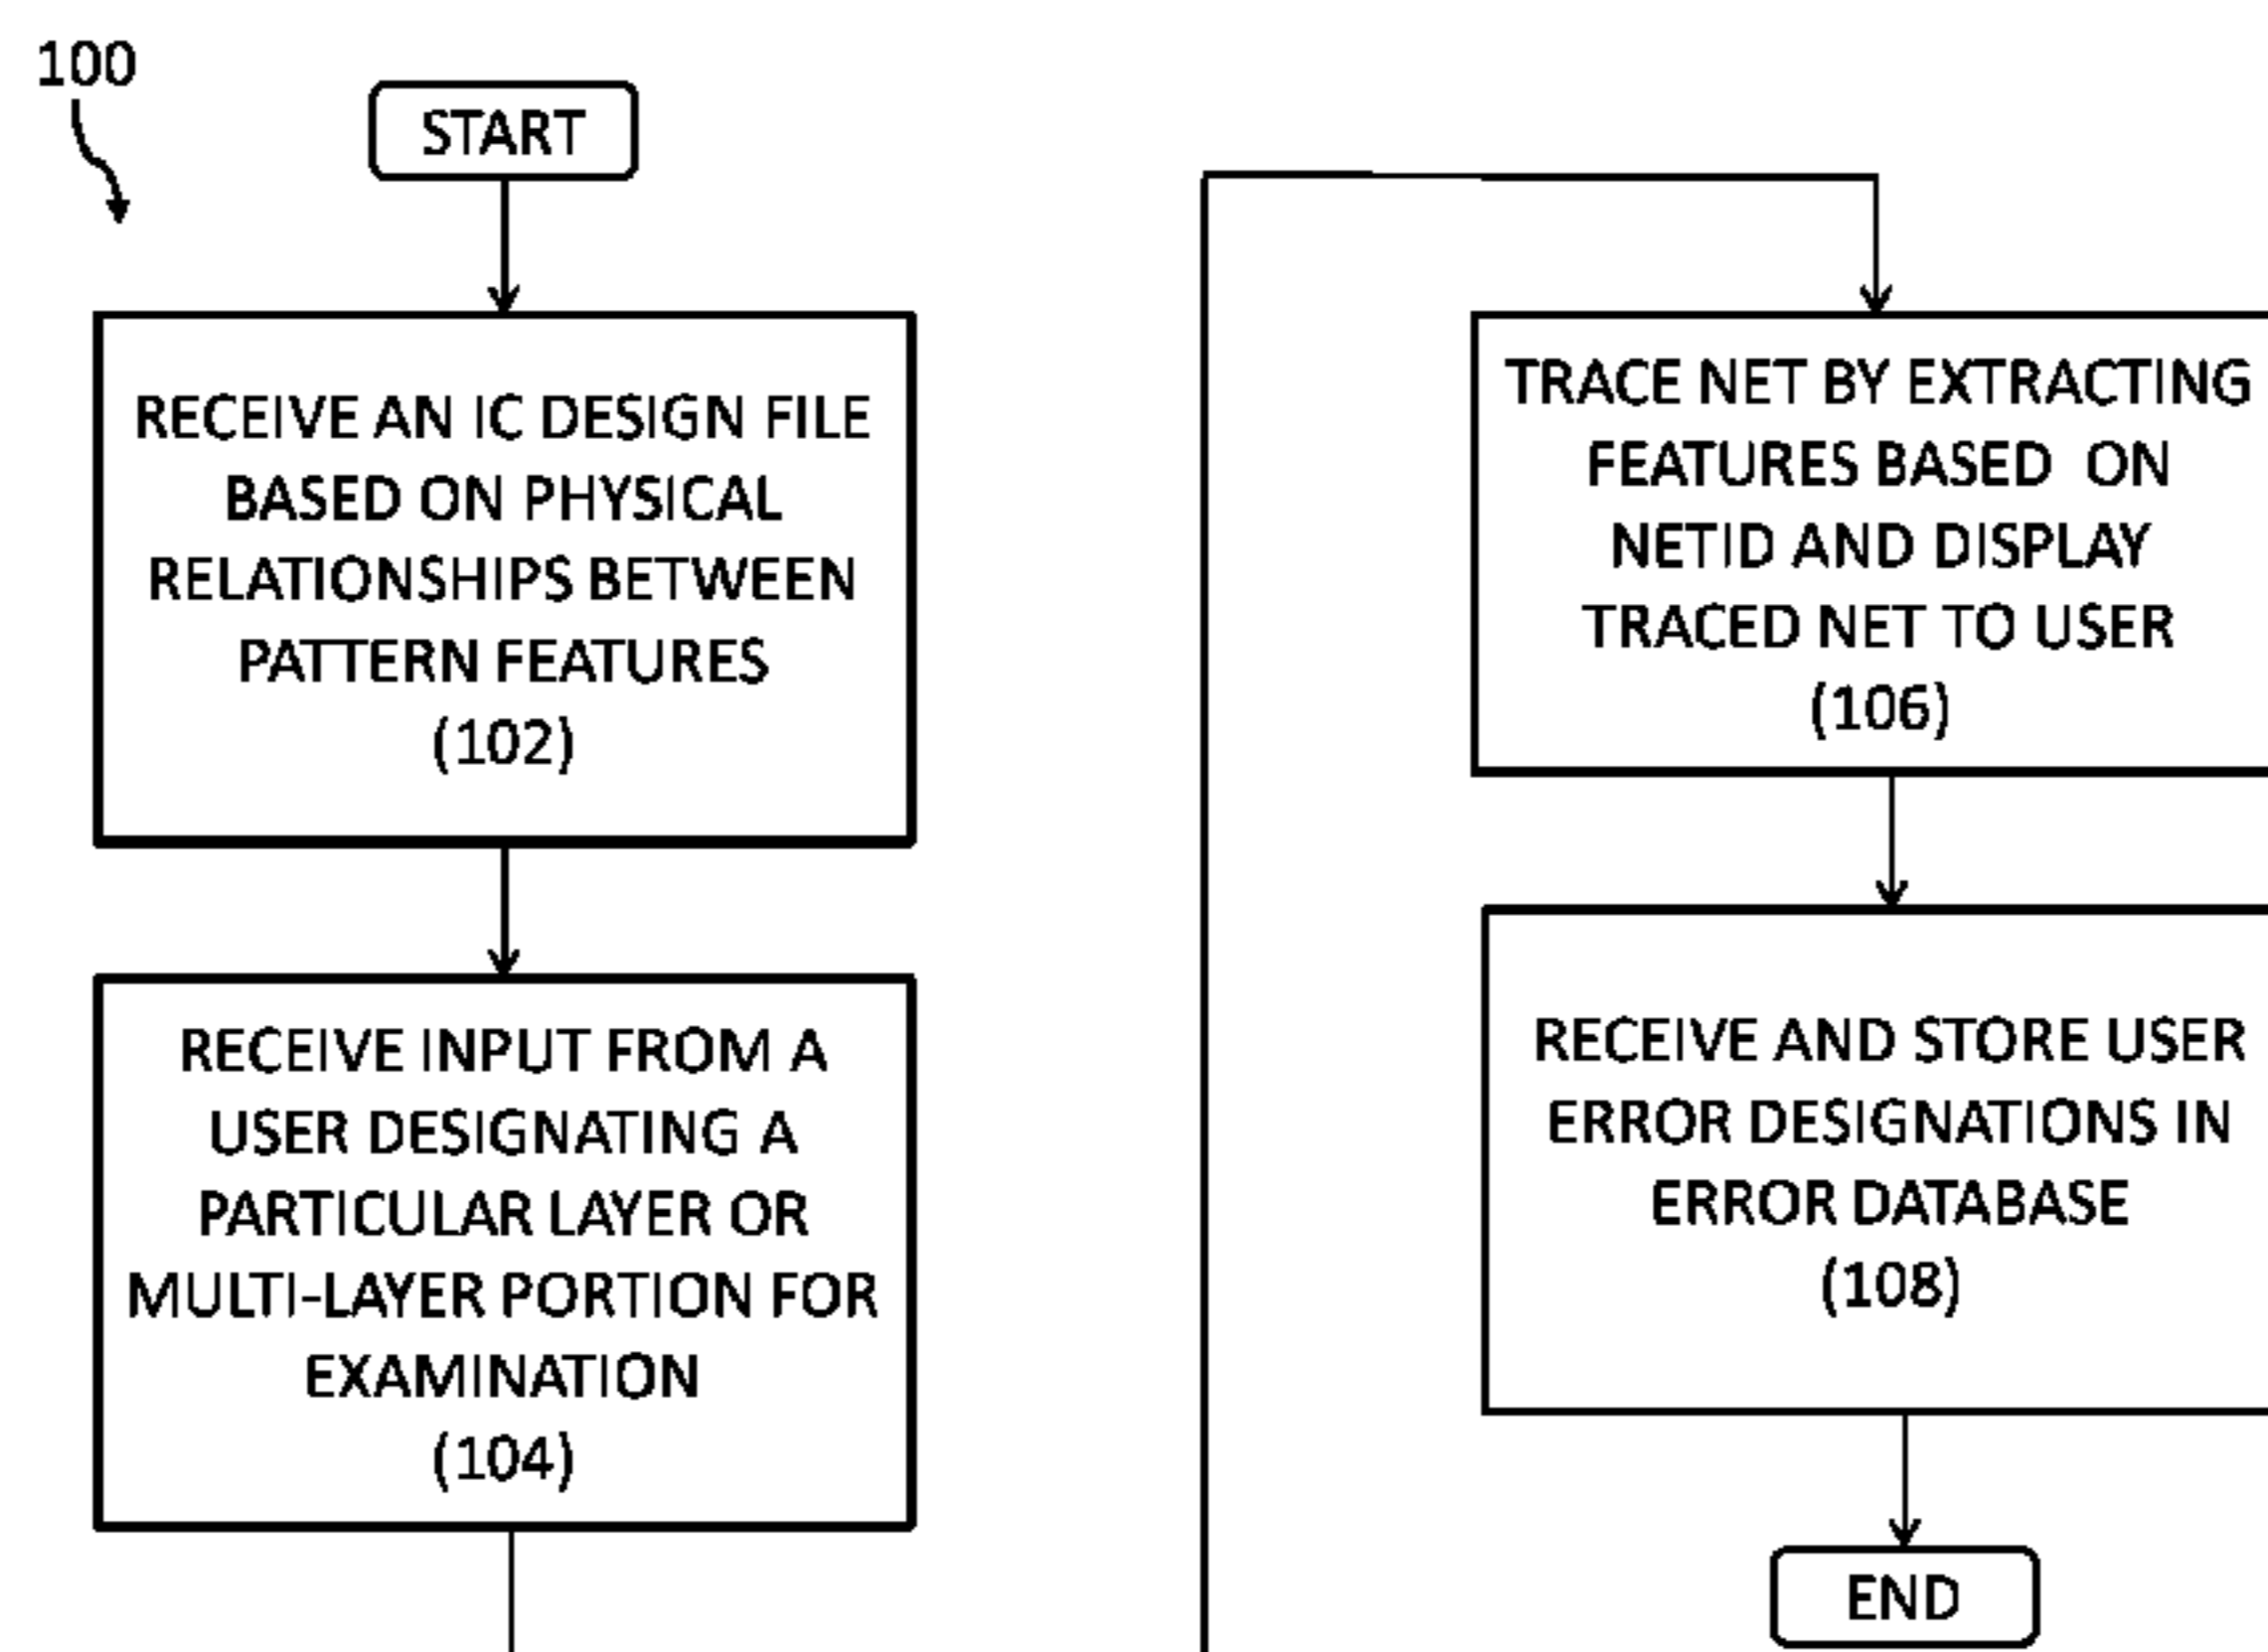 100
START
RECEIVE AN IC DESIGN FILE
BASED ON PHYSICAL
RELATIONSHIPS BETWEEN
PATTERN FEATURES
(102)
RECEIVE INPUT FROM A
USER DESIGNATING A
PARTICULAR LAYER OR
MULTI-LAYER PORTION FOR
EXAMINATION
(104)
TRACE NET BY EXTRACTING
FEATURES BASED ON
NETID AND DISPLAY
TRACED NET TO USER
(106)
RECEIVE AND STORE USER
ERROR DESIGNATIONS IN
ERROR DATABASE
(108)
END